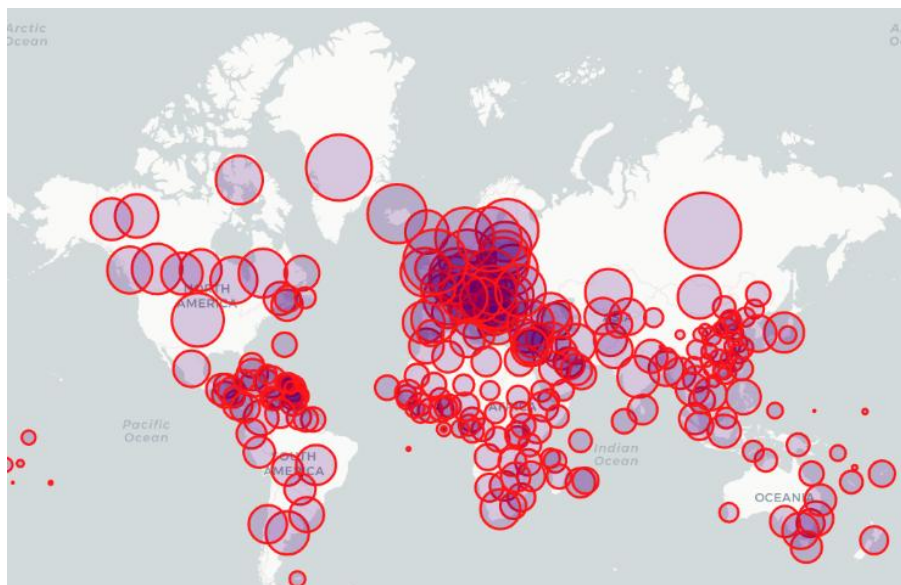 Arctic
Ocean
NORTH
AMERICA
Pacific
Ocean
SOUTH
AMERICA
Indian
Ocean
OCEANIA